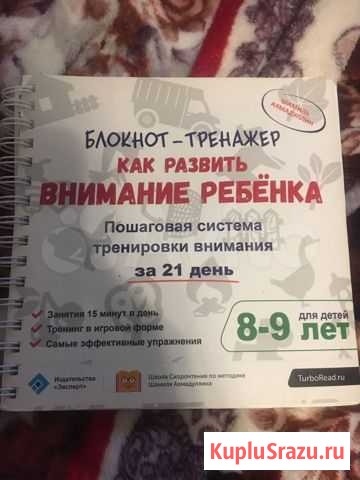 ШАМИЛЬ
АХМАДУЛЛИН
БЛОКНОТ-ТРЕНАЖЕР
КАК РАЗВИТЬ
ВНИМАНИЕ РЕБЁНКА
Пошаговая система
тренировки внимания
за 21 день
Занятия 15 минут в день
Тренинг в игровой форме
Самые эффективные упражнения
для детей
8-9 лет
Издательство
«Эксперт»
Школа Скорочтения по методике
Шамиля Ахмадуллина
TurboRead.ru
KupluSrazu.ru